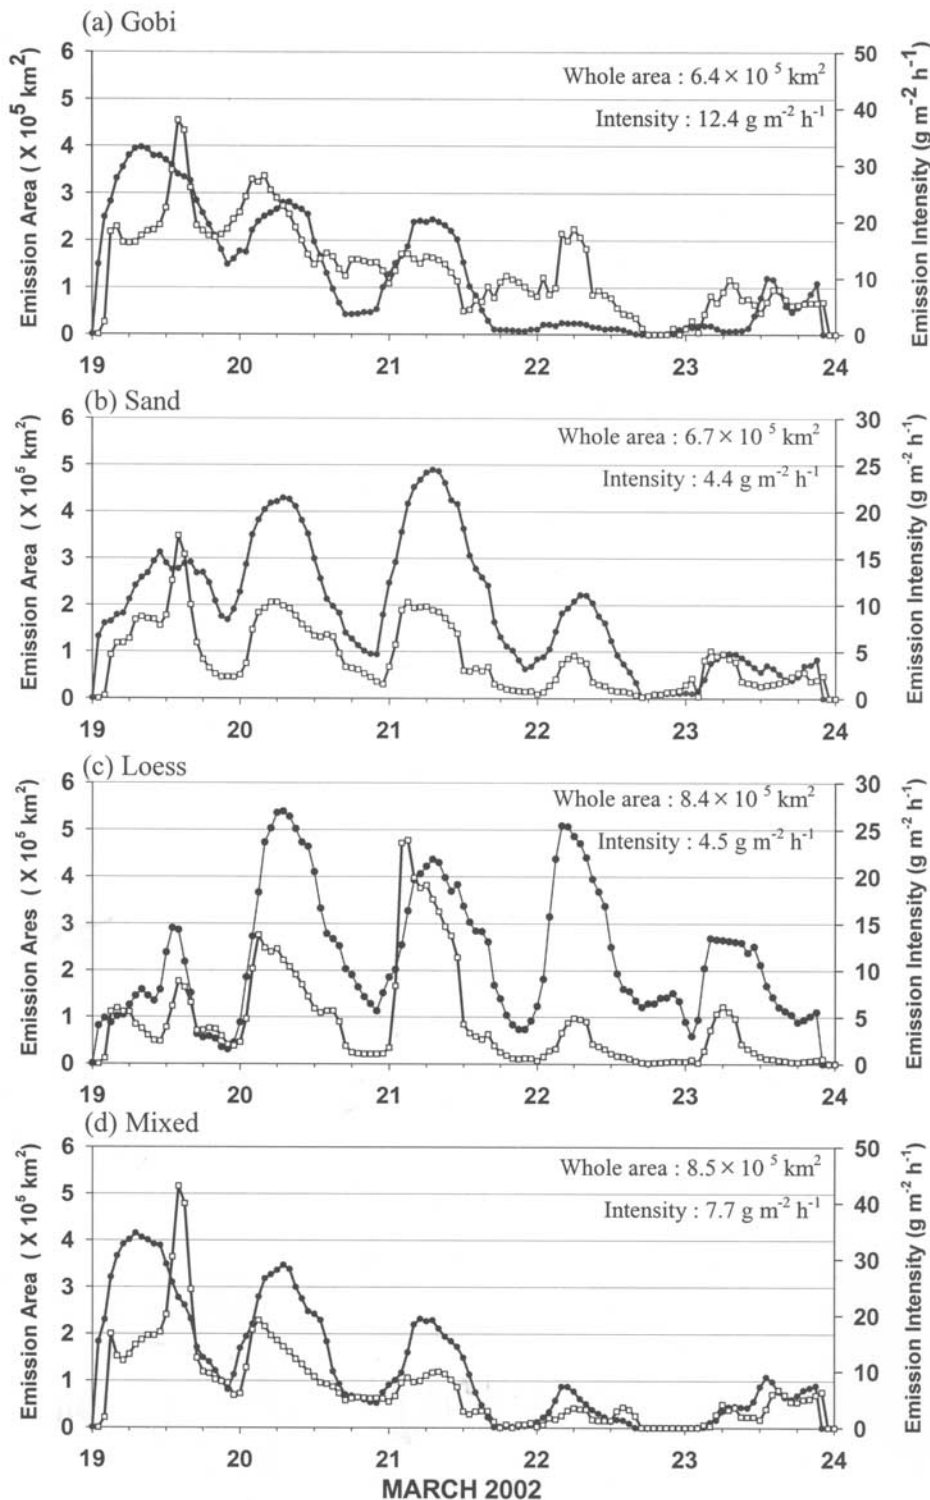 (a) Gobi
Emission Area ( X 10⁵ km²)
6
5
4
3
2
1
0
Whole area : 6.4 × 10 ⁵ km²
Intensity : 12.4 g m⁻² h⁻¹
50
40
30
20
10
0
Emission Intensity (g m⁻² h⁻¹)
19 20 21 22 23 24
(b) Sand
Emission Area ( X 10⁵ km²)
6
5
4
3
2
1
0
Whole area : 6.7 × 10 ⁵ km²
Intensity : 4.4 g m⁻² h⁻¹
30
25
20
15
10
5
0
Emission Intensity (g m⁻² h⁻¹)
19 20 21 22 23 24
(c) Loess
Emission Ares ( X 10⁵ km²)
6
5
4
3
2
1
0
Whole area : 8.4 × 10 ⁵ km²
Intensity : 4.5 g m⁻² h⁻¹
30
25
20
15
10
5
0
Emission Intensity (g m⁻² h⁻¹)
19 20 21 22 23 24
(d) Mixed
Emission Area ( X 10⁵ km²)
6
5
4
3
2
1
0
Whole area : 8.5 × 10 ⁵ km²
Intensity : 7.7 g m⁻² h⁻¹
50
40
30
20
10
0
Emission Intensity (g m⁻² h⁻¹)
19 20 21 22 23 24
MARCH 2002